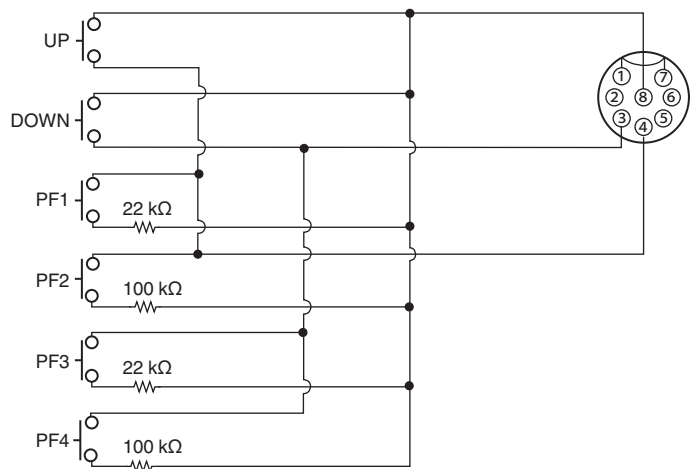 UP
DOWN
PF1
22 kΩ
PF2
100 kΩ
PF3
22 kΩ
PF4
100 kΩ
1 7
2 8 6
3 4 5